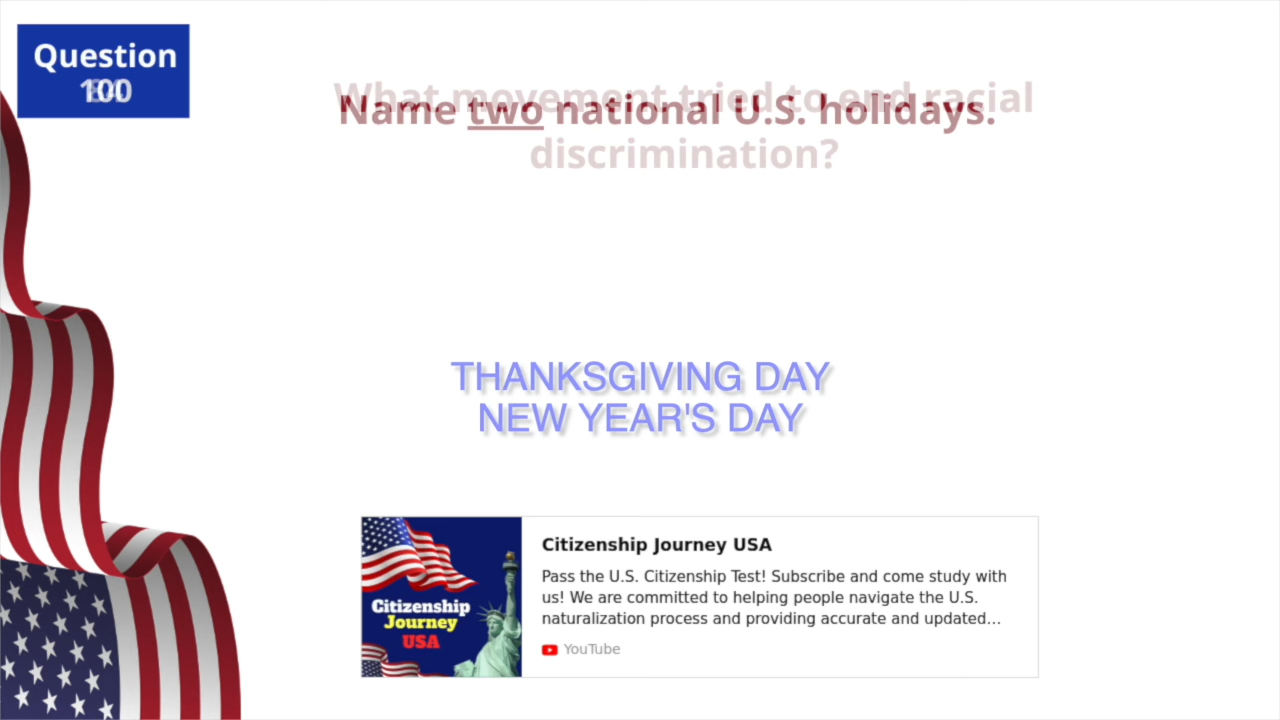 Question
100
What movement tried to end racial
discrimination?
Name two national U.S. holidays.
THANKSGIVING DAY
NEW YEAR'S DAY
Citizenship
Journey
USA
Citizenship Journey USA
Pass the U.S. Citizenship Test! Subscribe and come study with
us! We are committed to helping people navigate the U.S.
naturalization process and providing accurate and updated...
YouTube